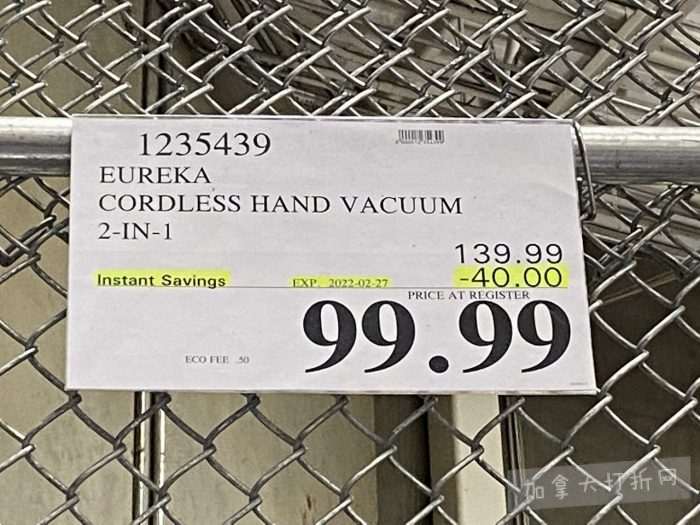 1235439
EUREKA
CORDLESS HAND VACUUM
2-IN-1
139.99
Instant Savings EXP. 2022-02-27 -40.00
PRICE AT REGISTER
99.99
ECO FEE .50
加拿大打折网